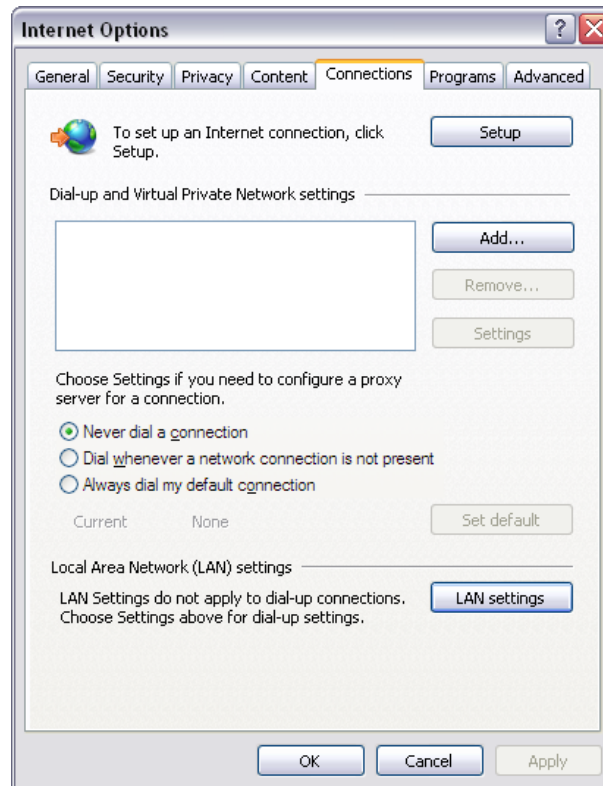 Internet Options
General Security Privacy Content Connections Programs Advanced
To set up an Internet connection, click
Setup.
Setup
Dial-up and Virtual Private Network settings
Add...
Remove...
Settings
Choose Settings if you need to configure a proxy
server for a connection.
Never dial a connection
Dial whenever a network connection is not present
Always dial my default connection
Current None
Set default
Local Area Network (LAN) settings
LAN Settings do not apply to dial-up connections.
Choose Settings above for dial-up settings.
LAN settings
OK Cancel Apply